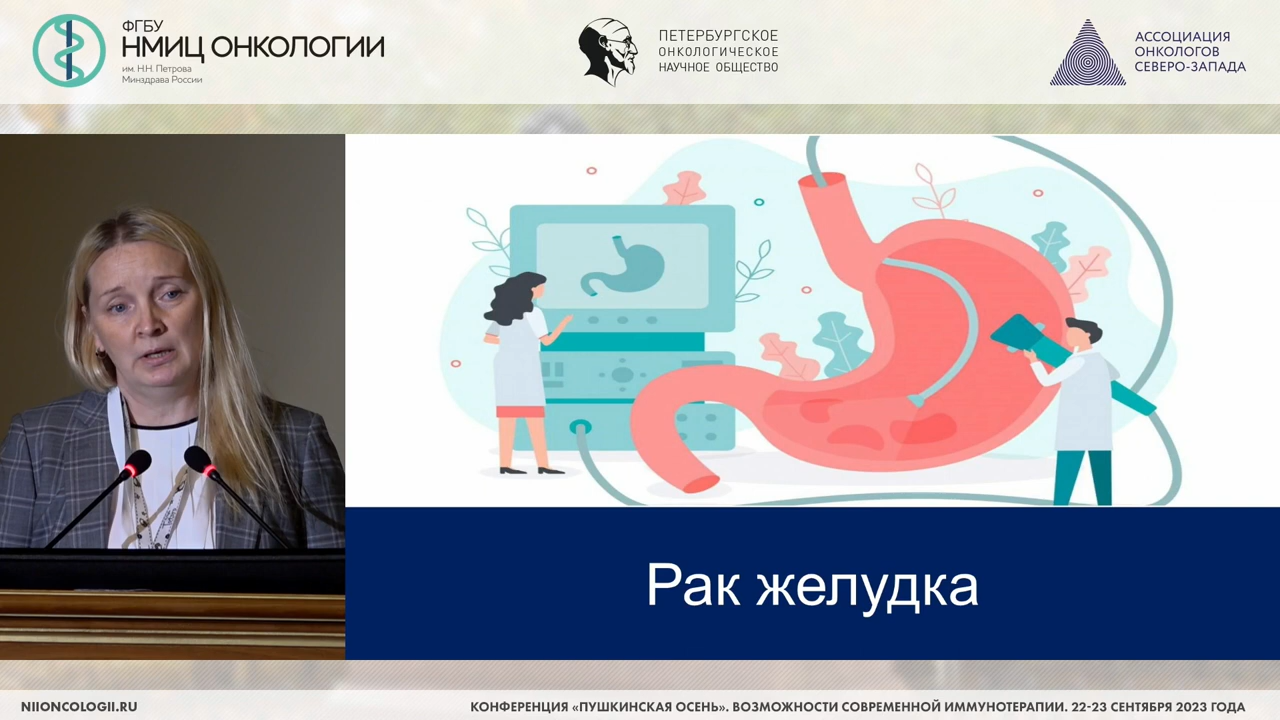 ФГБУ
НМИЦ ОНКОЛОГИИ
им. Н.Н. Петрова
Минздрава России
ПЕТЕРБУРГСКОЕ
ОНКОЛОГИЧЕСКОЕ
НАУЧНОЕ ОБЩЕСТВО
АССОЦИАЦИЯ
ОНКОЛОГОВ
СЕВЕРО-ЗАПАДА
Рак желудка
NIIONCOLOGII.RU
КОНФЕРЕНЦИЯ «ПУШКИНСКАЯ ОСЕНЬ». ВОЗМОЖНОСТИ СОВРЕМЕННОЙ ИММУНОТЕРАПИИ. 22-23 СЕНТЯБРЯ 2023 ГОДА